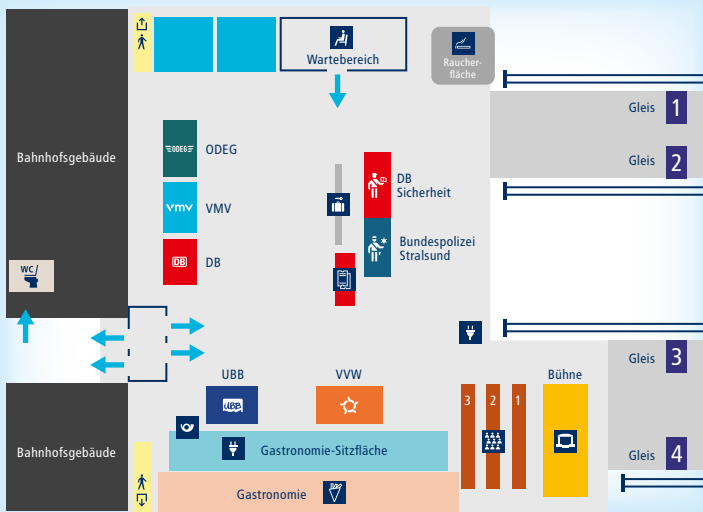 Wartebereich
Raucher-
fläche
Gleis 1
Bahnhofsgebäude
ODEG ODEG
Gleis 2
DB
Sicherheit
vmv VMV
Bundespolizei
Stralsund
DB DB
WC/
Gleis 3
UBB
VVW
Bühne
UBB
3 2 1
Bahnhofsgebäude
Gastronomie-Sitzfläche
Gleis 4
Gastronomie